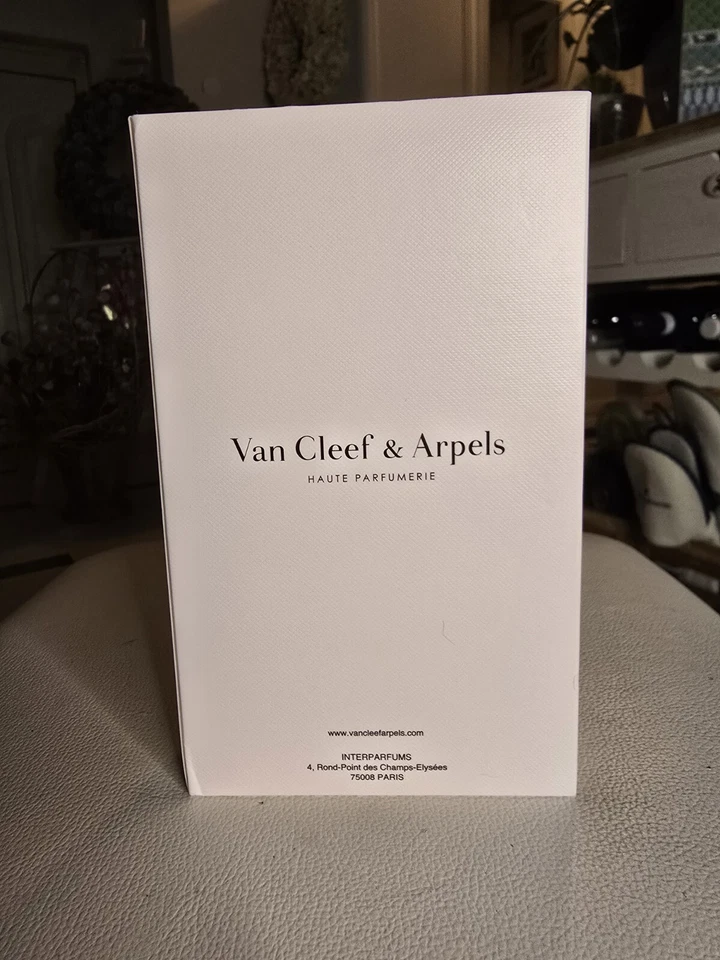 Van Cleef & Arpels
HAUTE PARFUMERIE
www.vancleefarpels.com
INTERPARFUMS
4, Rond-Point des Champs-Elysées
75008 PARIS